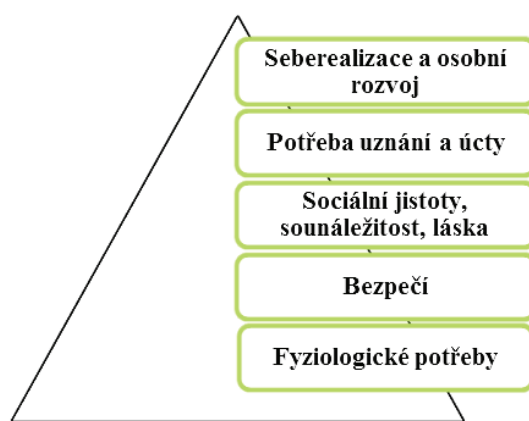 Seberealizace a osobní
rozvoj
Potřeba uznání a úcty
Sociální jistoty,
sounáležitost, láska
Bezpečí
Fyziologické potřeby